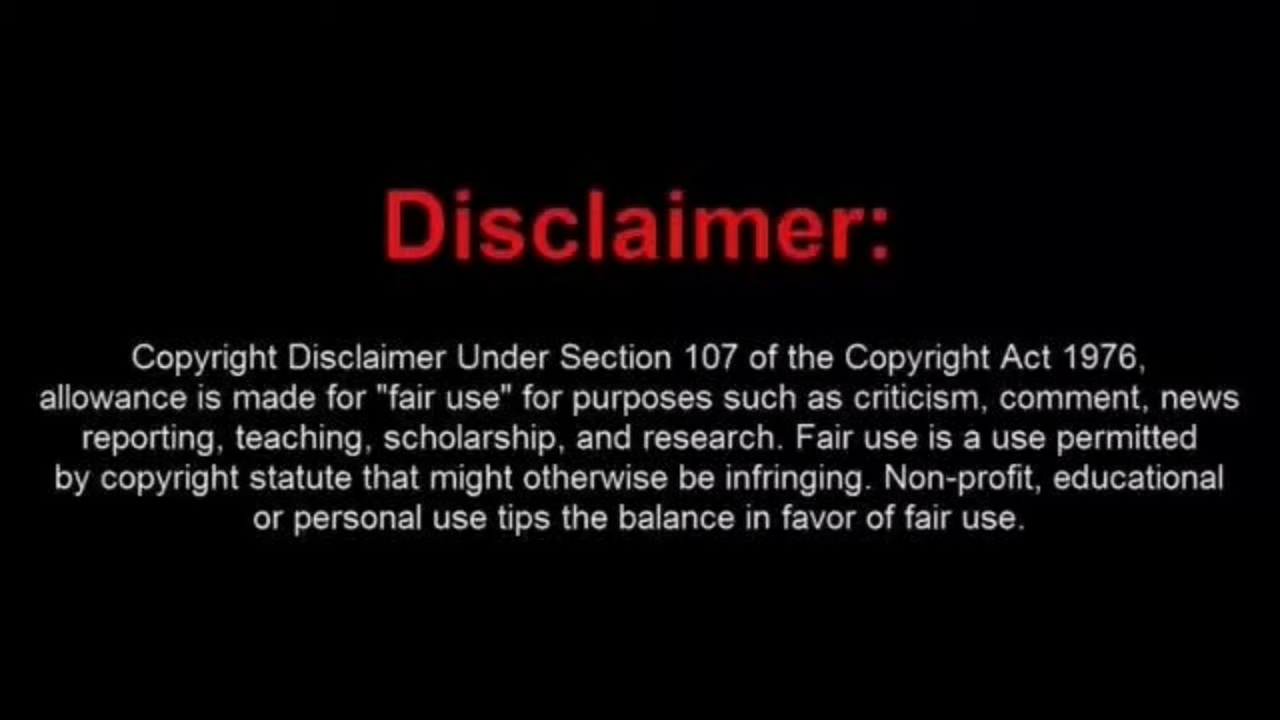 Disclaimer:
Copyright Disclaimer Under Section 107 of the Copyright Act 1976,
allowance is made for "fair use" for purposes such as criticism, comment, news
reporting, teaching, scholarship, and research. Fair use is a use permitted
by copyright statute that might otherwise be infringing. Non-profit, educational
or personal use tips the balance in favor of fair use.